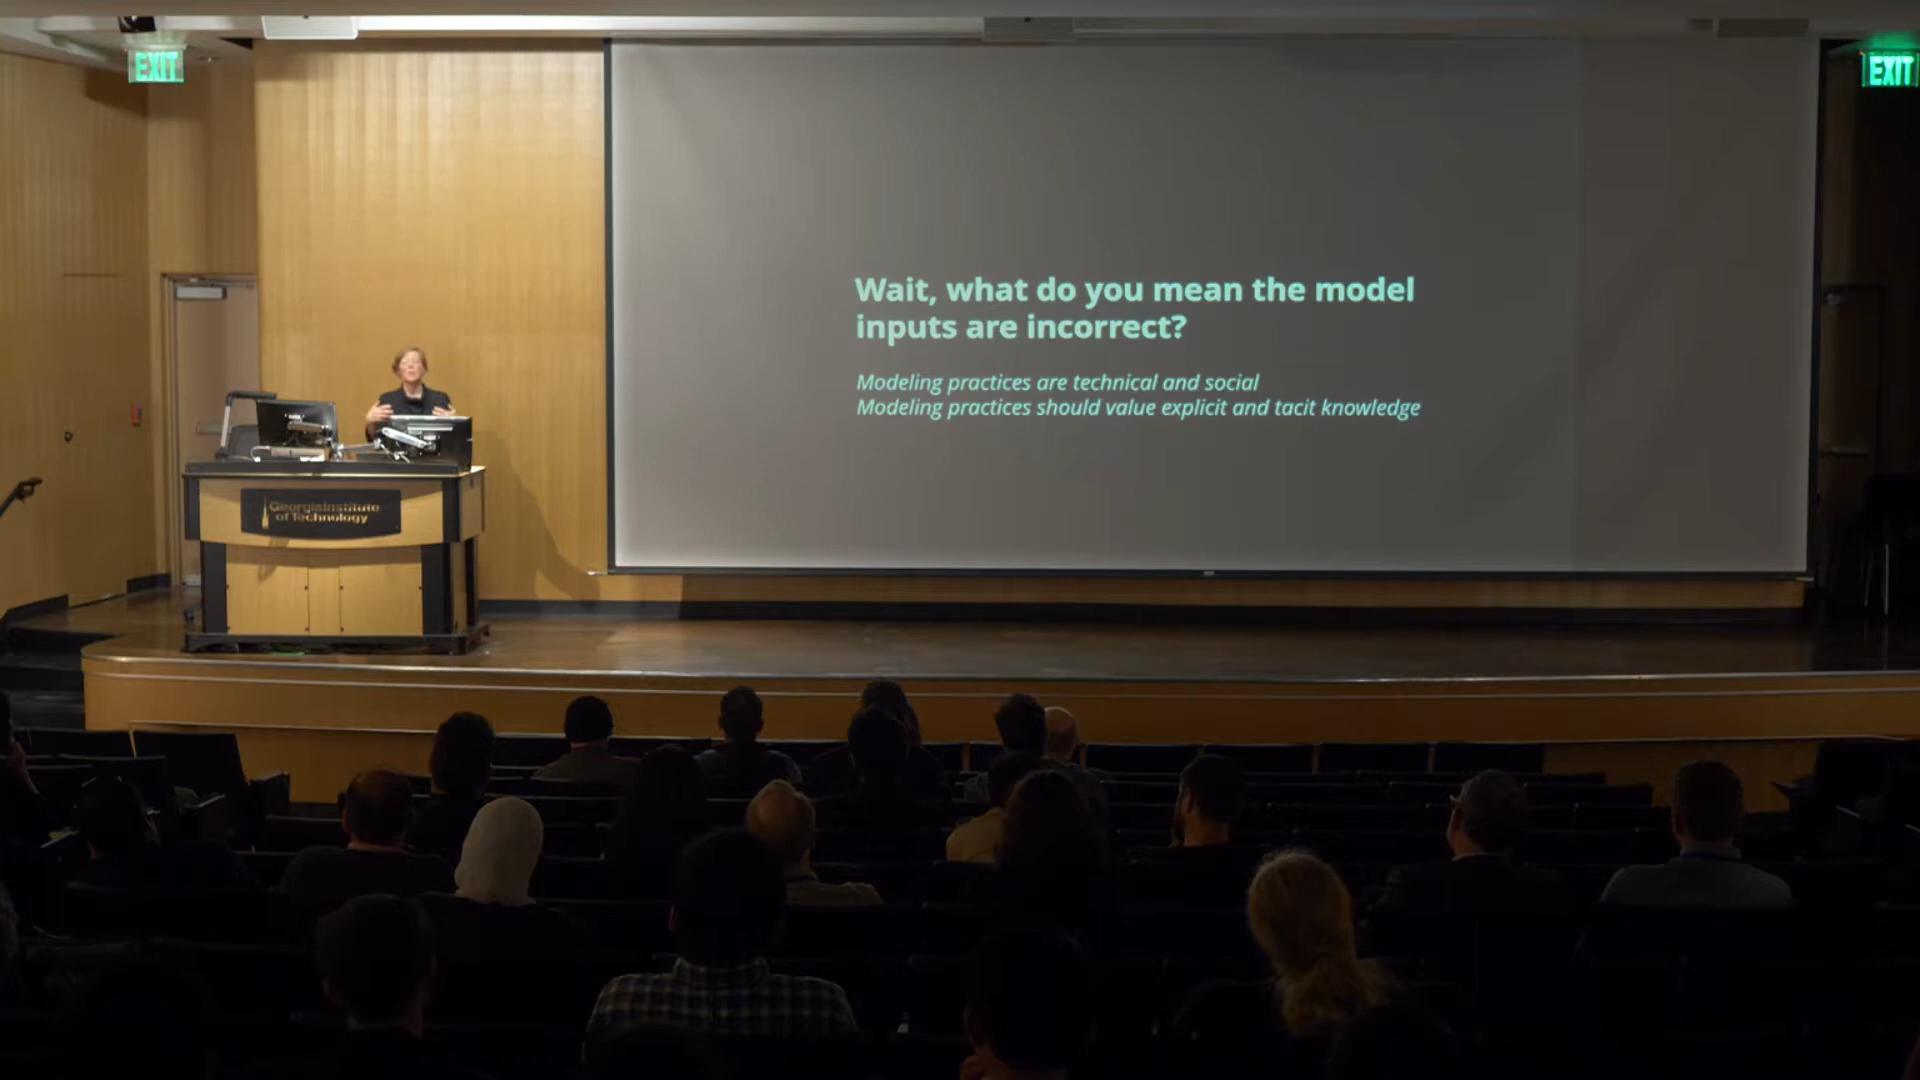 EXIT
EXIT
Wait, what do you mean the model
inputs are incorrect?
Modeling practices are technical and social
Modeling practices should value explicit and tacit knowledge
Georgia Institute
of Technology